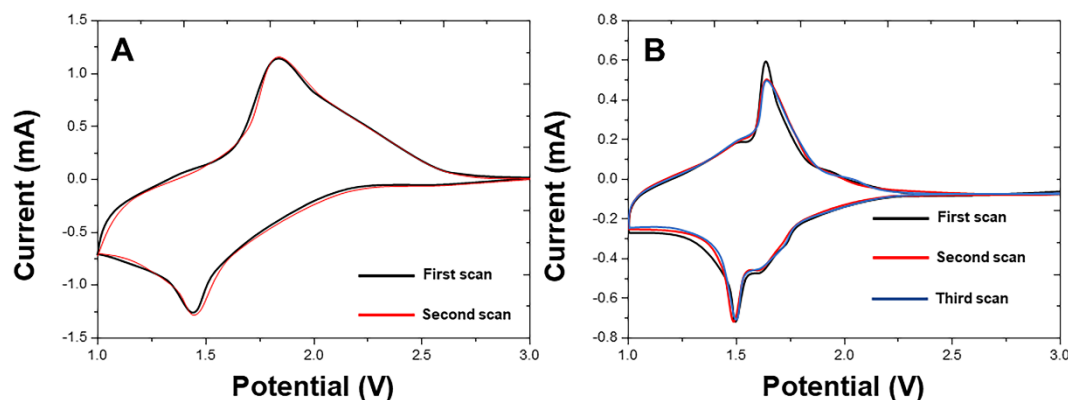 A
1.5
1.0
0.5
0.0
-0.5
-1.0
-1.5
Current (mA)
First scan
Second scan
1.0
1.5
2.0
2.5
3.0
Potential (V)
B
0.8
0.6
0.4
0.2
0.0
-0.2
-0.4
-0.6
-0.8
Current (mA)
First scan
Second scan
Third scan
1.0
1.5
2.0
2.5
3.0
Potential (V)